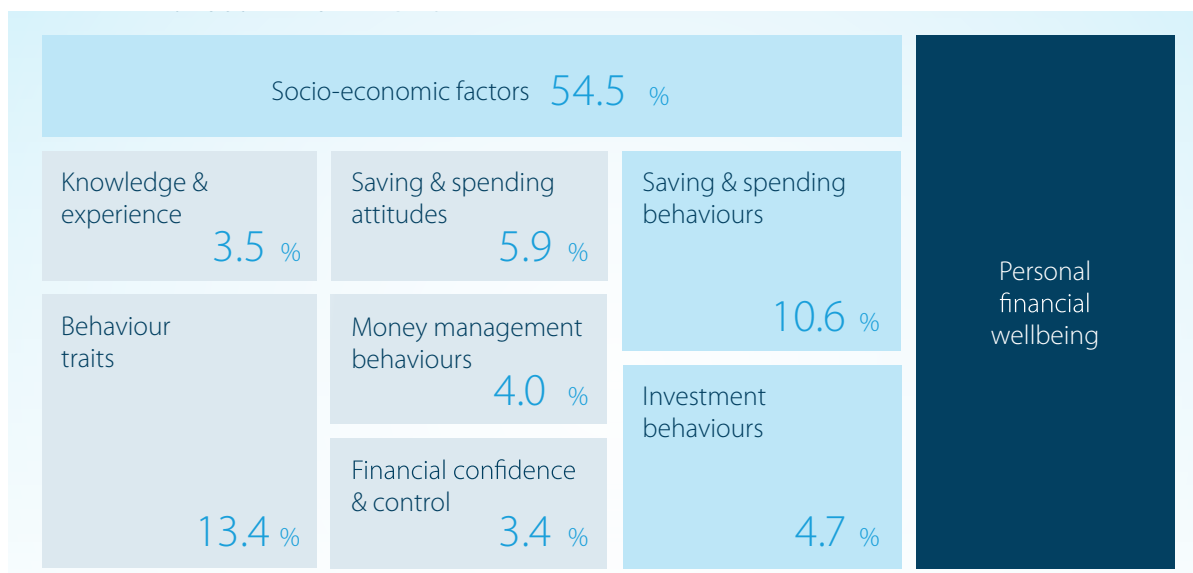 Socio-economic factors 54.5 %
Knowledge &
experience
3.5 %
Saving & spending
attitudes
5.9 %
Saving & spending
behaviours
10.6 %
Behaviour
traits
13.4 %
Money management
behaviours
4.0 %
Financial confidence
& control
3.4 %
Investment
behaviours
4.7 %
Personal
financial
wellbeing